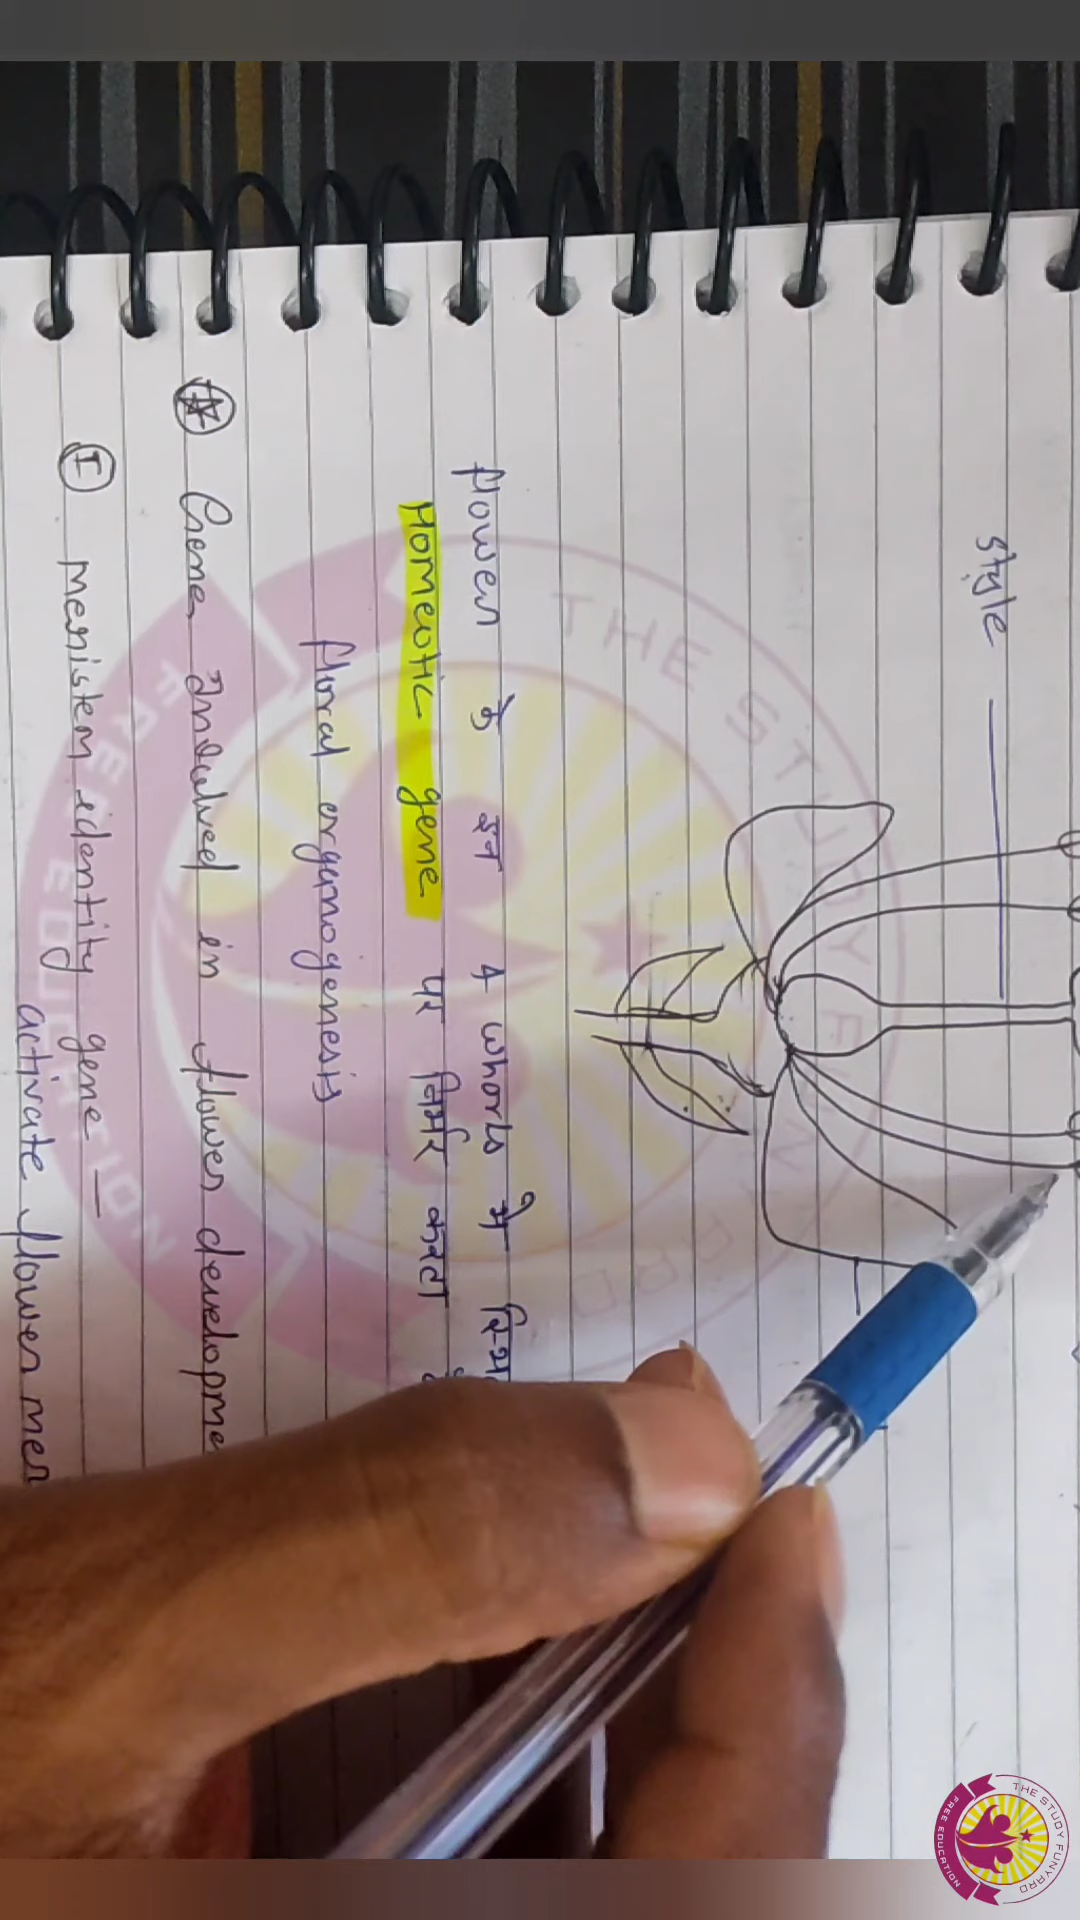 style
flower के इन 4 whorls मे
Homeotic gene पर निर्भर करता
floral organogenesis
Gene Involved in flower developme
I meristem identity gene —
activate flower mer
THE STUDY FUNYARD
FREE EDUCATION